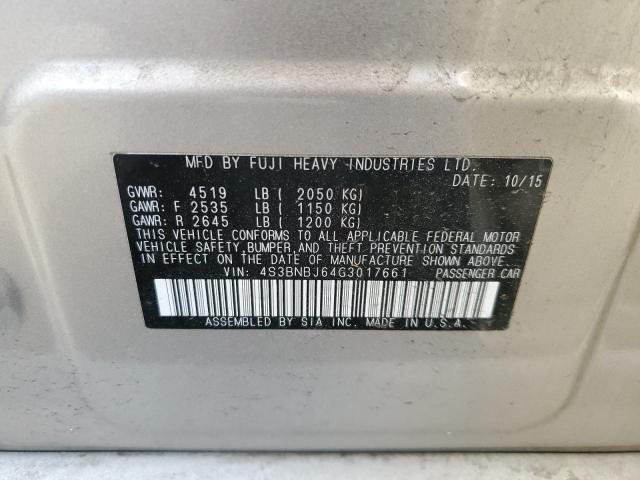 MFD BY FUJI HEAVY INDUSTRIES LTD.
DATE: 10/15
GVWR: 4519 LB ( 2050 KG)
GAWR: F 2535 LB ( 1150 KG)
GAWR: R 2645 LB ( 1200 KG)
THIS VEHICLE CONFORMS TO ALL APPLICABLE FEDERAL MOTOR
VEHICLE SAFETY, BUMPER, AND THEFT PREVENTION STANDARDS
IN EFFECT ON THE DATE OF MANUFACTURE SHOWN ABOVE.
VIN: 4S3BNBJ64G3017661 PASSENGER CAR
ASSEMBLED BY SIA INC. MADE IN U.S.A.